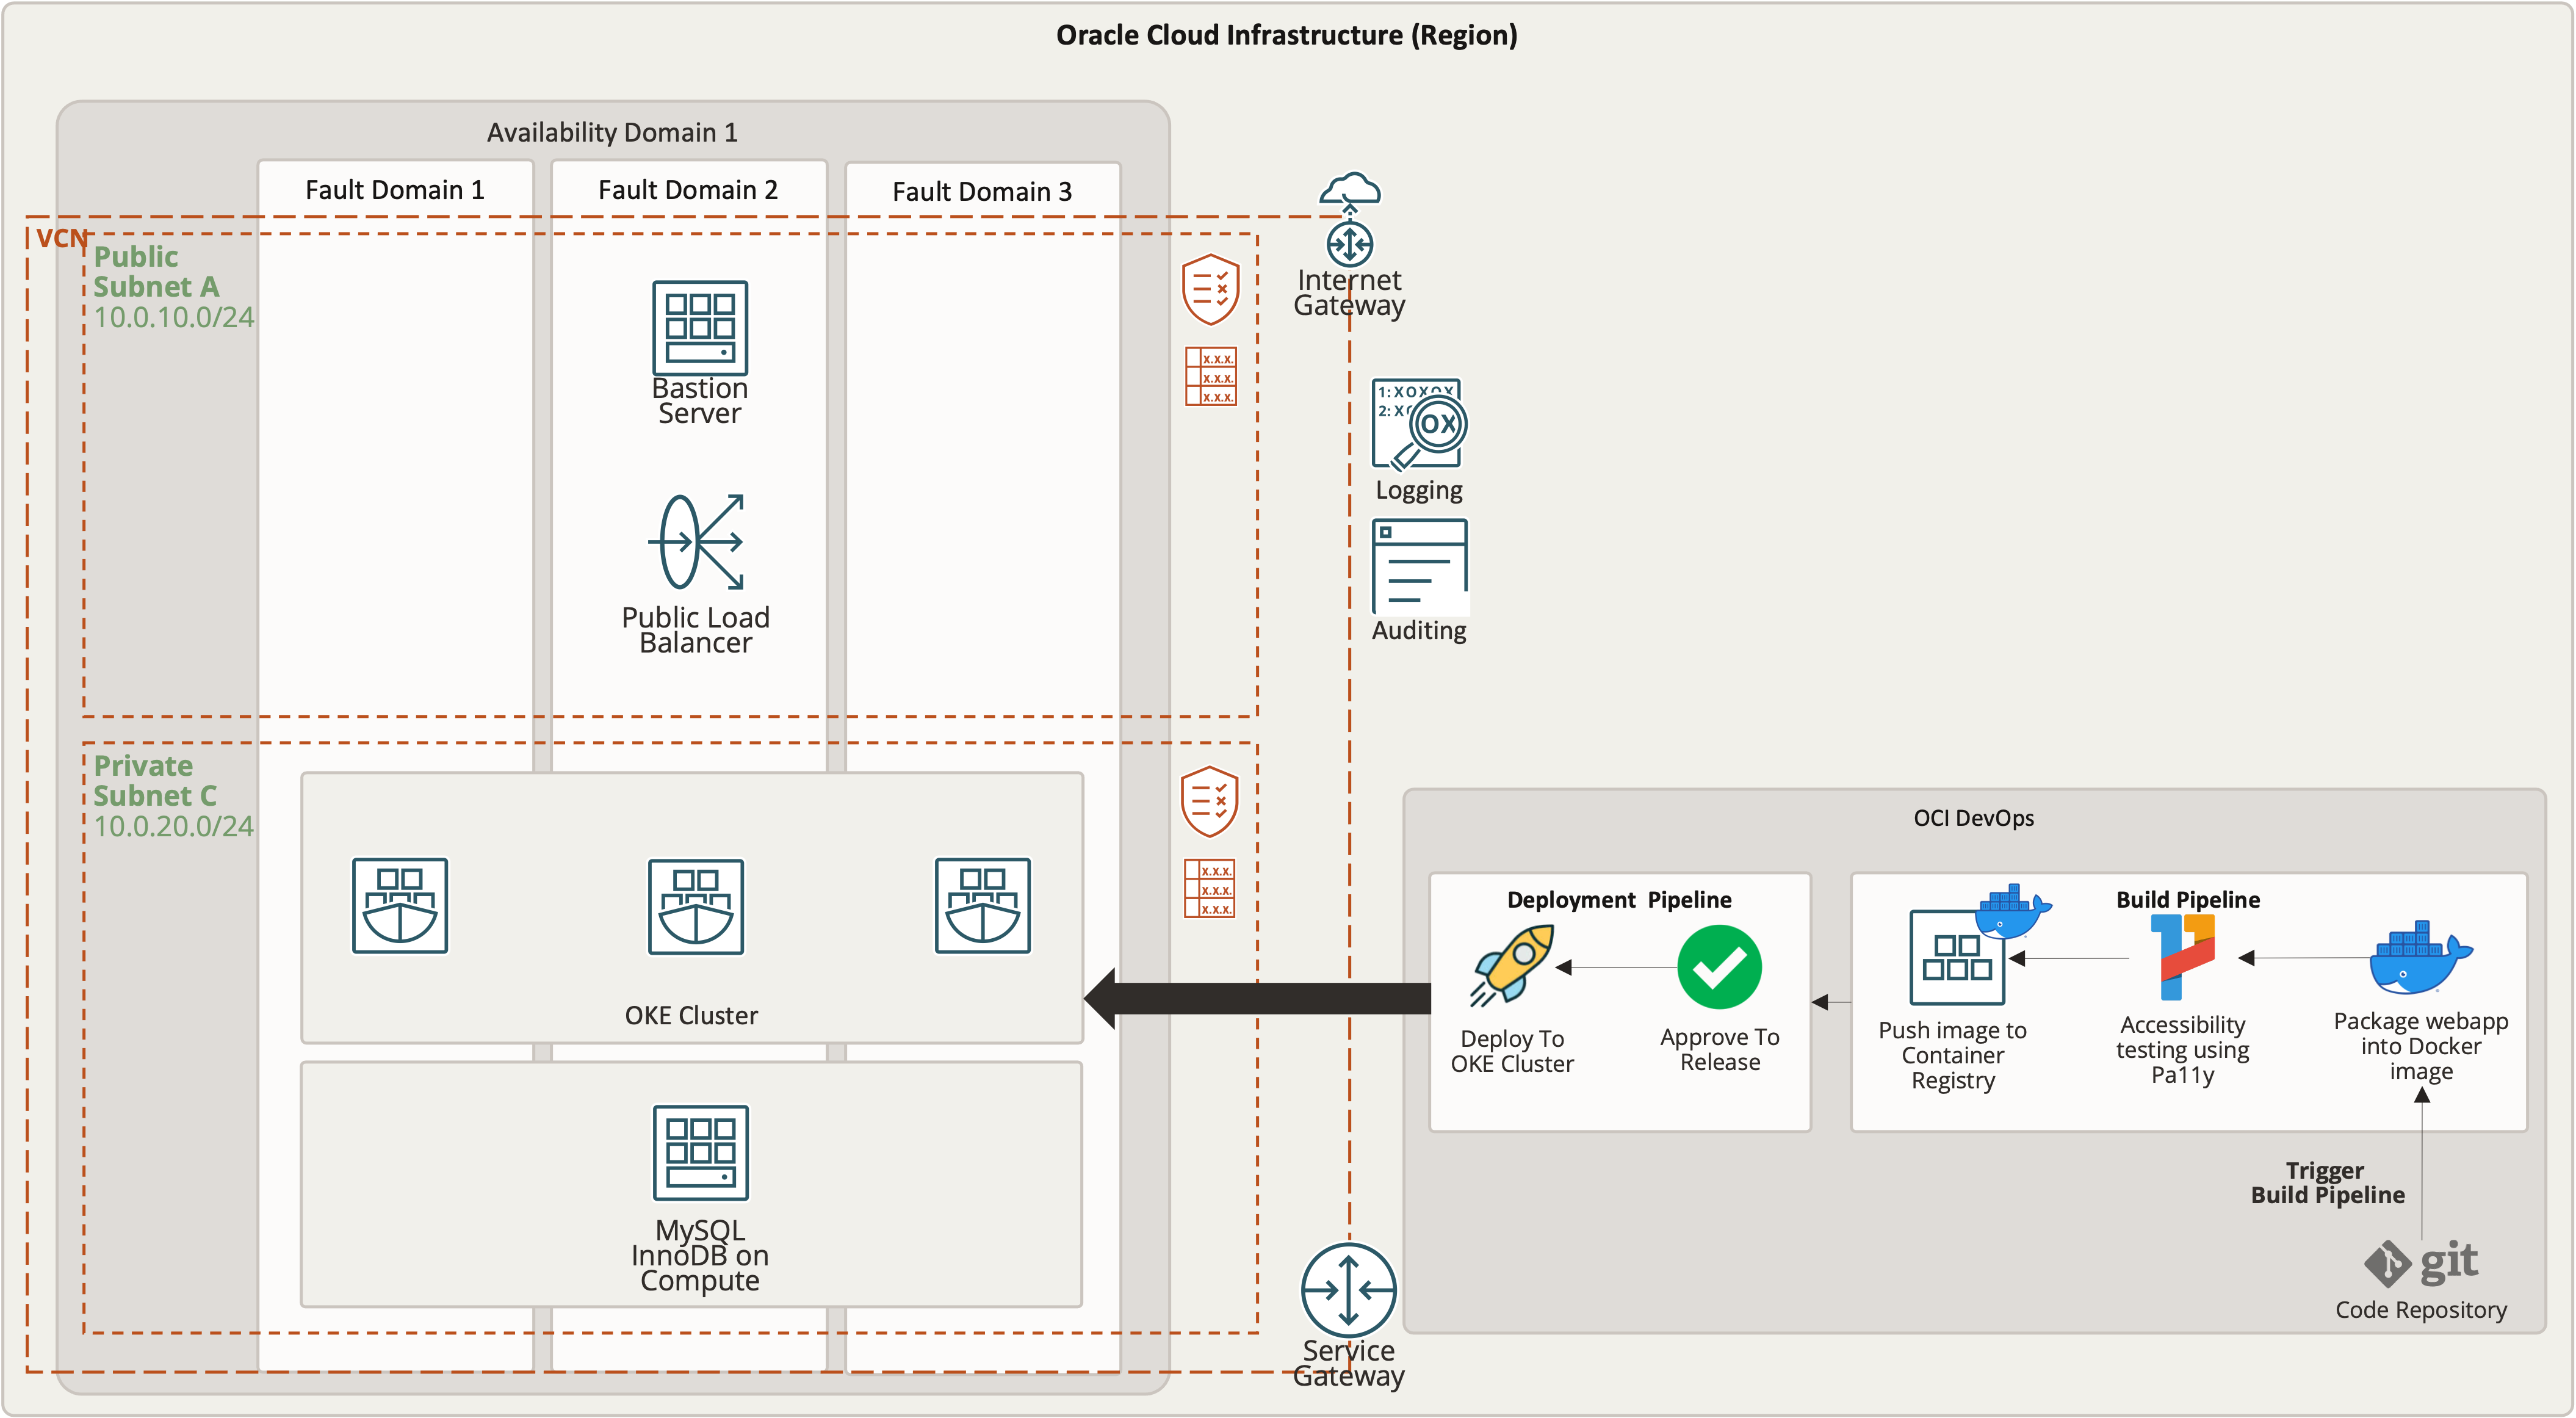 Oracle Cloud Infrastructure (Region)
Availability Domain 1
Fault Domain 1
Fault Domain 2
Fault Domain 3
VCN
Public
Subnet A
10.0.10.0/24
Bastion
Server
Public Load
Balancer
X.X.X.
X.X.X.
X.X.X.
Internet
Gateway
1: X O X O X
2: X
OX
Logging
Auditing
Private
Subnet C
10.0.20.0/24
OKE Cluster
X.X.X.
X.X.X.
X.X.X.
MySQL
InnoDB on
Compute
Service
Gateway
OCI DevOps
Deployment Pipeline
Deploy To
OKE Cluster
Approve To
Release
Build Pipeline
Push image to
Container
Registry
Accessibility
testing using
Pa11y
Package webapp
into Docker
image
Trigger
Build Pipeline
git
Code Repository